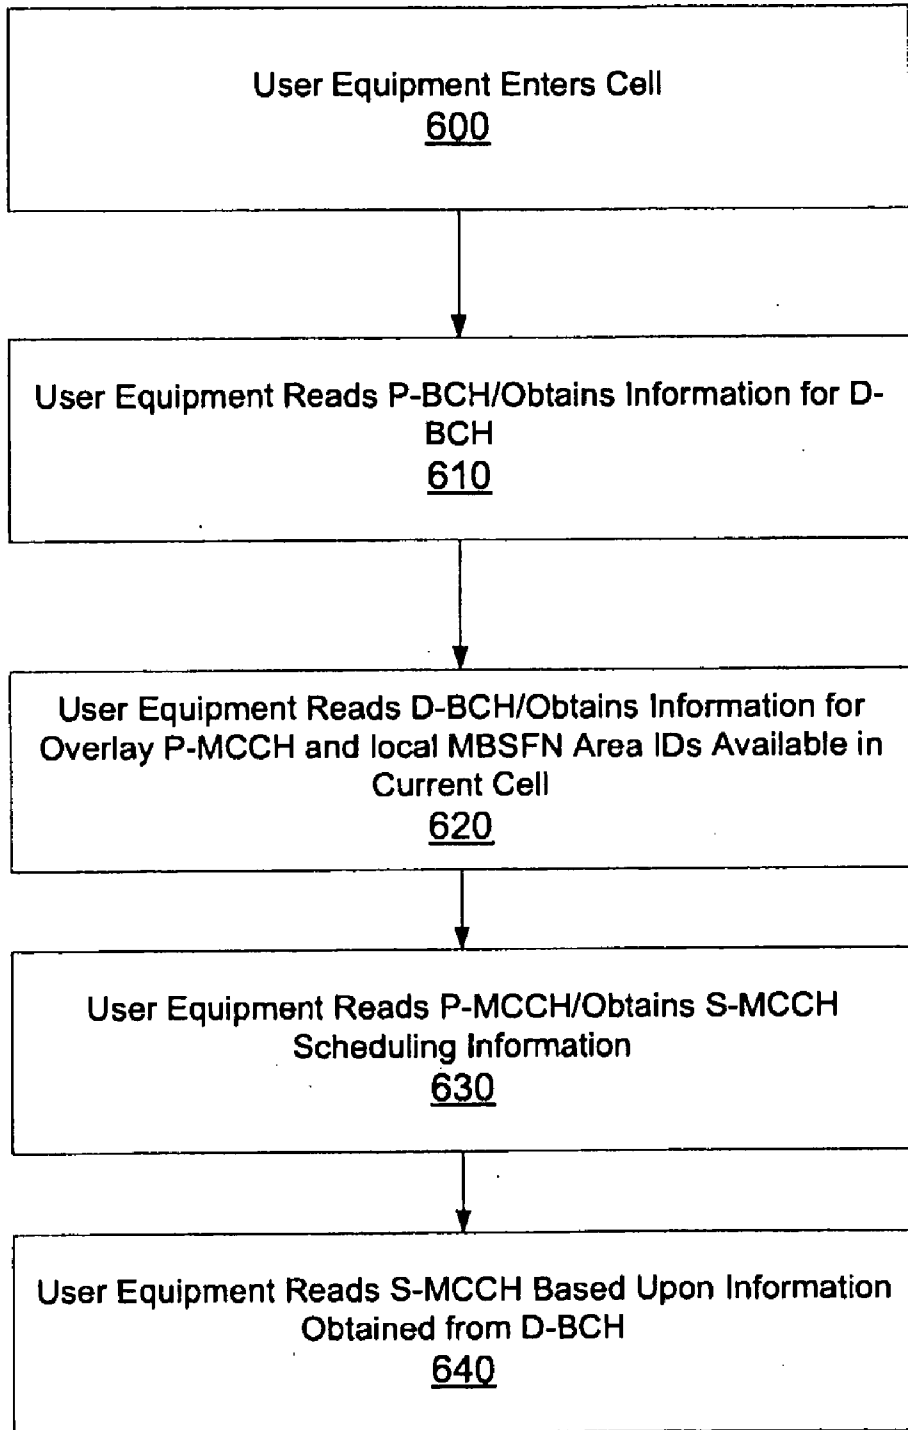 User Equipment Enters Cell
600
User Equipment Reads P-BCH/Obtains Information for D-
BCH
610
User Equipment Reads D-BCH/Obtains Information for
Overlay P-MCCH and local MBSFN Area IDs Available in
Current Cell
620
User Equipment Reads P-MCCH/Obtains S-MCCH
Scheduling Information
630
User Equipment Reads S-MCCH Based Upon Information
Obtained from D-BCH
640